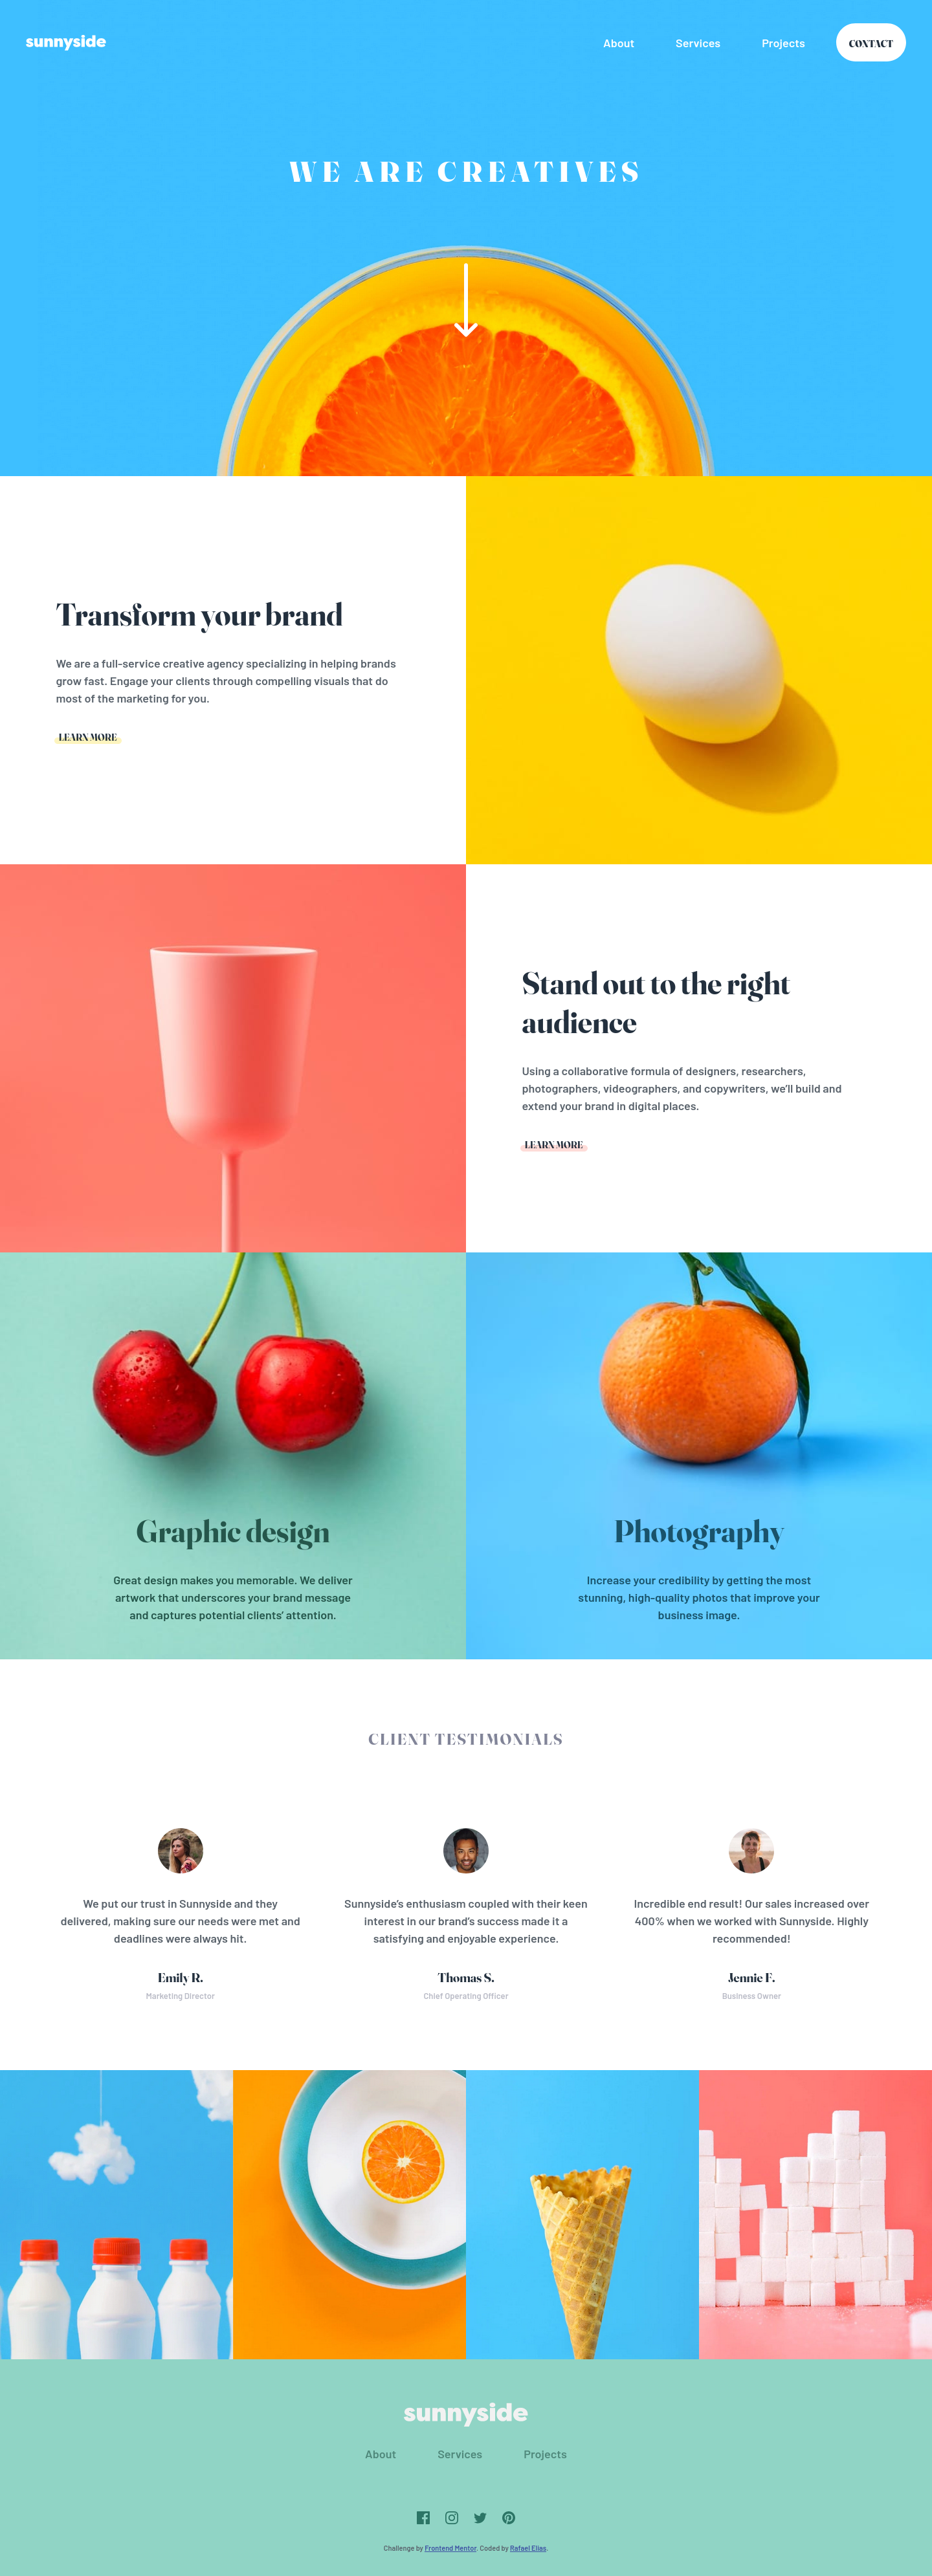 sunnyside
About Services Projects CONTACT
WE ARE CREATIVES
Transform your brand
We are a full-service creative agency specializing in helping brands
grow fast. Engage your clients through compelling visuals that do
most of the marketing for you.
LEARN MORE
Stand out to the right
audience
Using a collaborative formula of designers, researchers,
photographers, videographers, and copywriters, we'll build and
extend your brand in digital places.
LEARN MORE
Graphic design
Great design makes you memorable. We deliver
artwork that underscores your brand message
and captures potential clients' attention.
Photography
Increase your credibility by getting the most
stunning, high-quality photos that improve your
business image.
CLIENT TESTIMONIALS
We put our trust in Sunnyside and they
delivered, making sure our needs were met and
deadlines were always hit.
Emily R.
Marketing Director
Sunnyside's enthusiasm coupled with their keen
interest in our brand's success made it a
satisfying and enjoyable experience.
Thomas S.
Chief Operating Officer
Incredible end result! Our sales increased over
400% when we worked with Sunnyside. Highly
recommended!
Jennie F.
Business Owner
sunnyside
About Services Projects
Challenge by Frontend Mentor. Coded by Rafael Elias.